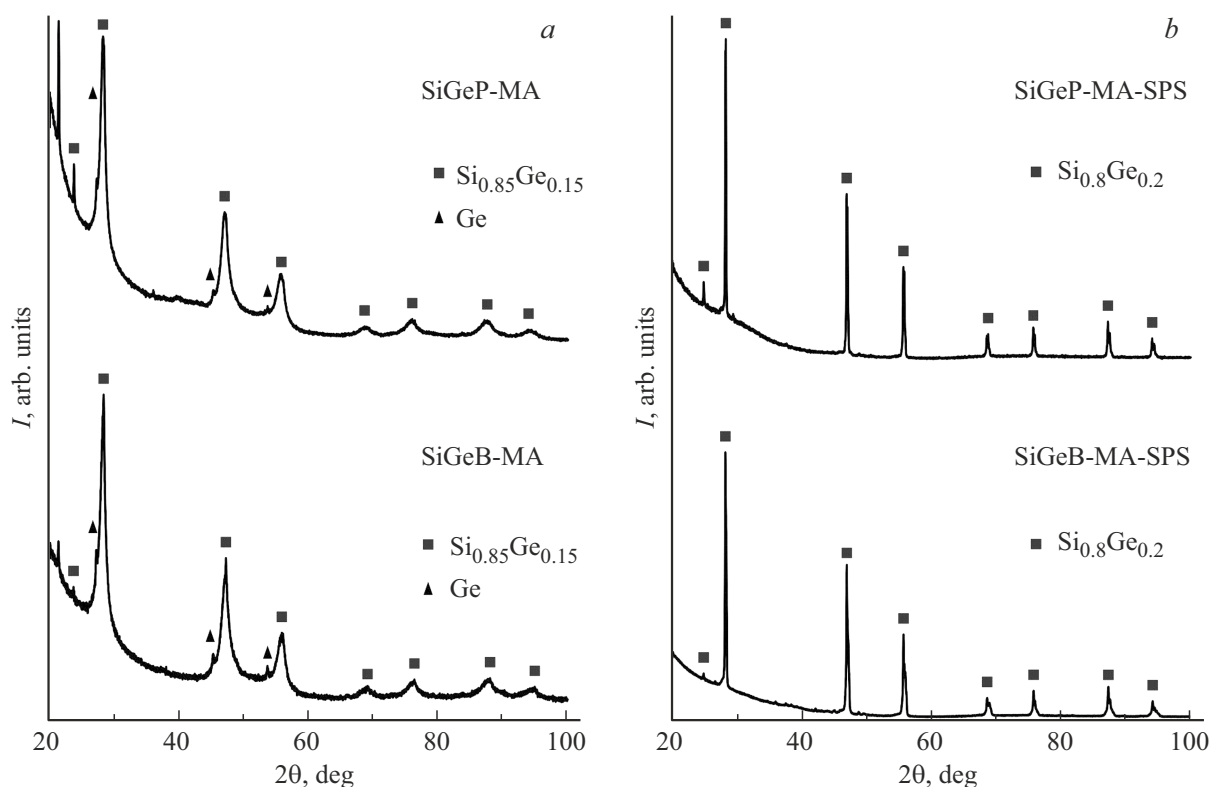 a
SiGeP-MA
Si0.85Ge0.15
Ge
SiGeB-MA
Si0.85Ge0.15
Ge
I, arb. units
20 40 60 80 100
2θ, deg
b
SiGeP-MA-SPS
Si0.8Ge0.2
SiGeB-MA-SPS
Si0.8Ge0.2
I, arb. units
20 40 60 80 100
2θ, deg